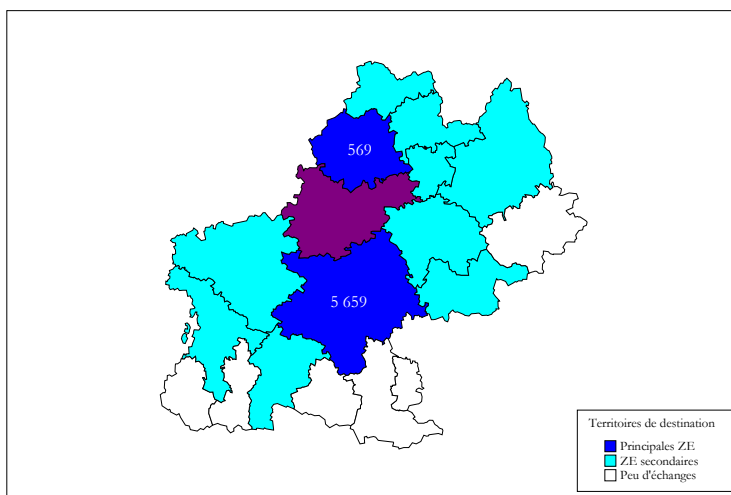 569
5 659
Territoires de destination
Principales ZE
ZE secondaires
Peu d'échanges